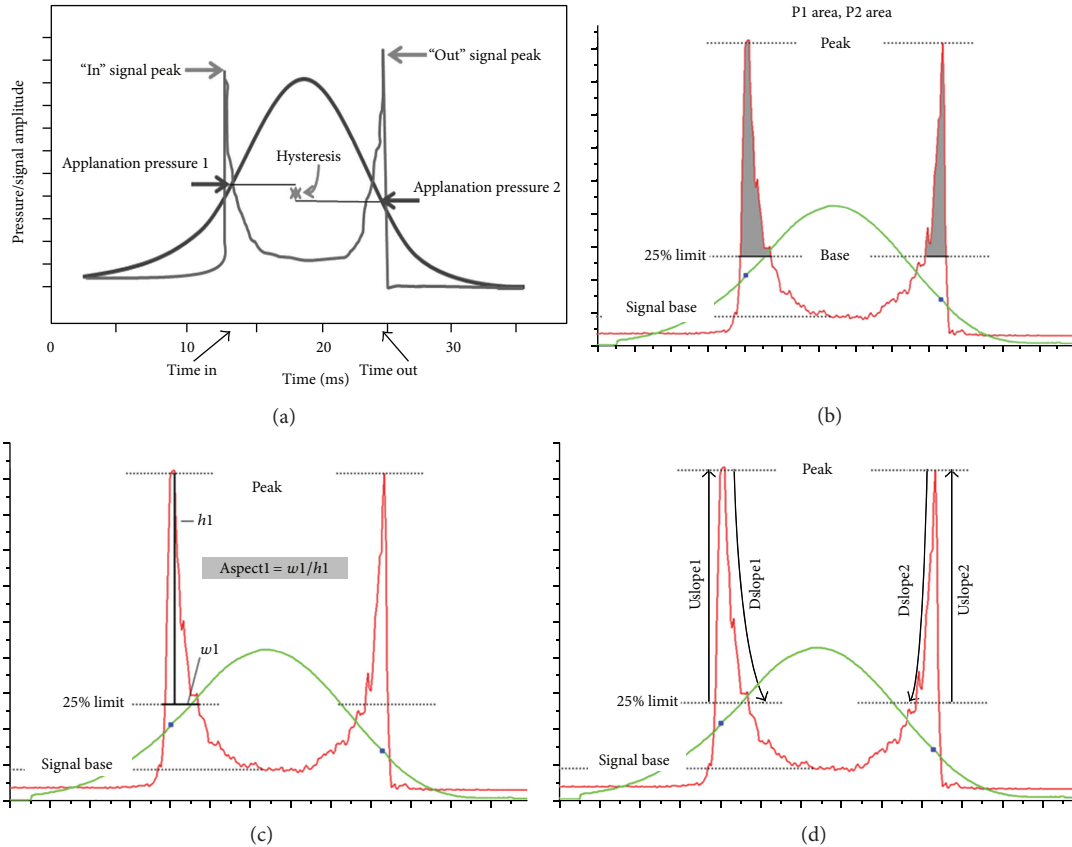 "In" signal peak
"Out" signal peak
Applanation pressure 1
Hysteresis
Applanation pressure 2
Pressure/signal amplitude
0
10
20
30
Time in
Time (ms)
Time out
(a)
P1 area, P2 area
Peak
25% limit
Base
Signal base
(b)
Peak
h1
Aspect1 = w1/h1
w1
25% limit
Signal base
(c)
Peak
Uslope1
Dslope1
Dslope2
Uslope2
25% limit
Signal base
(d)